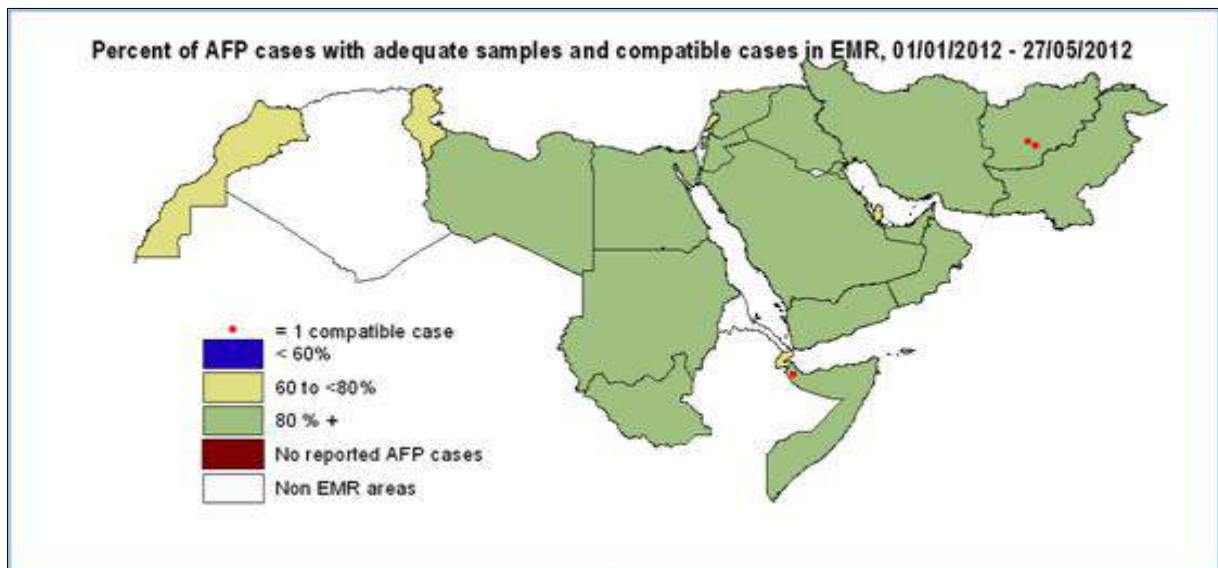 Percent of AFP cases with adequate samples and compatible cases in EMR, 01/01/2012 - 27/05/2012
= 1 compatible case
< 60%
60 to <80%
80 % +
No reported AFP cases
Non EMR areas